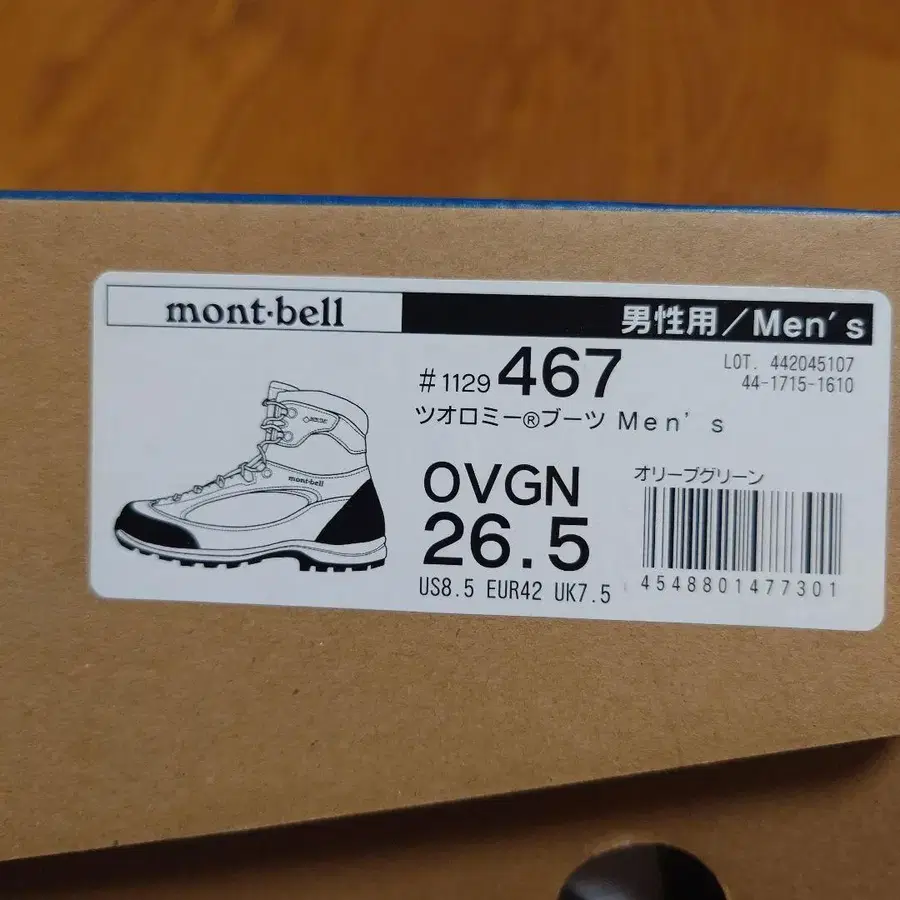 mont·bell
男性用／Men's
#1129 467
LOT. 442045107
44-1715-1610
ツオロミー®ブーツ Men's
mont-bell
OVGN
オリーブグリーン
26.5
US8.5 EUR42 UK7.5
4548801477301